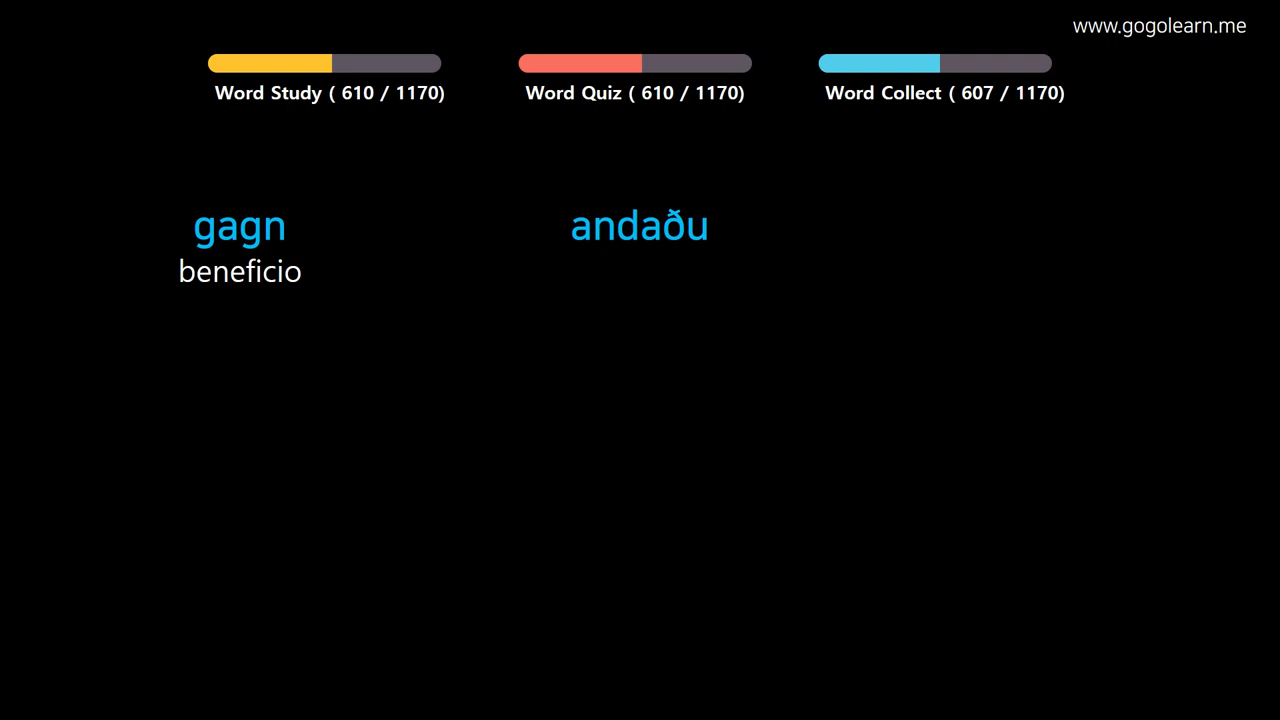 www.gogolearn.me
Word Study ( 610 / 1170)
Word Quiz ( 610 / 1170)
Word Collect ( 607 / 1170)
gagn
andaðu
beneficio